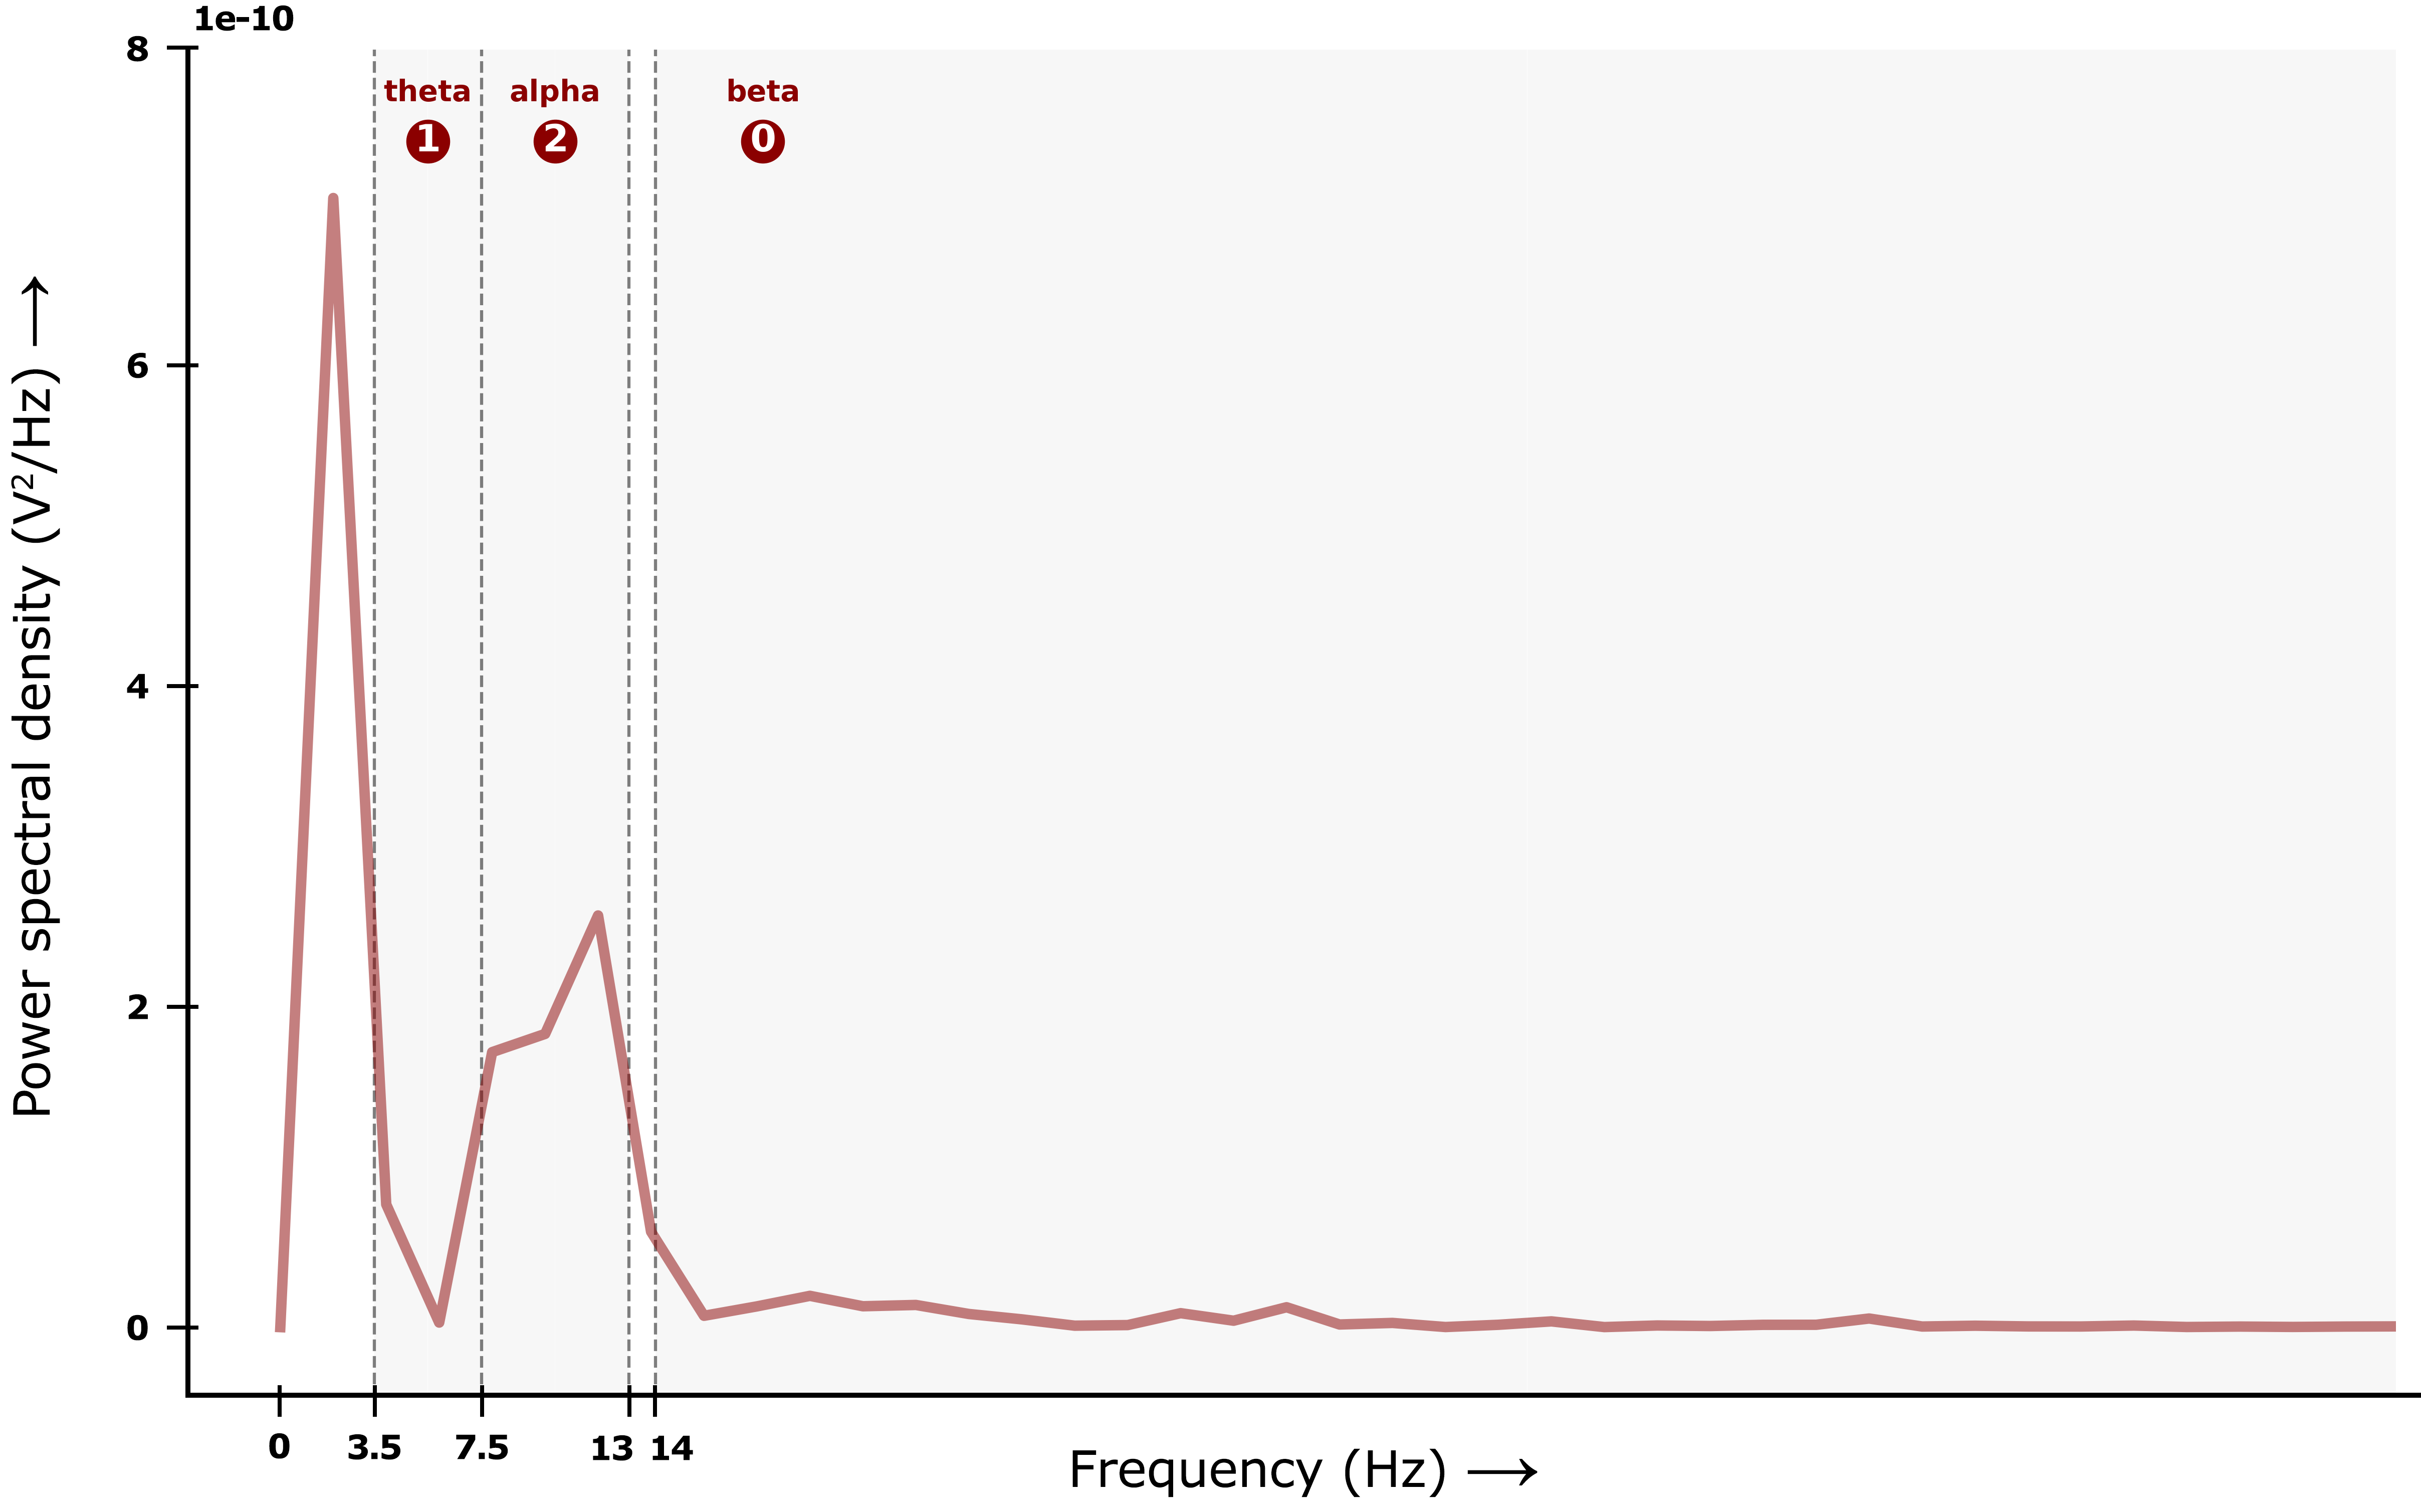 1e-10
8
6
4
2
0
Power spectral density (V²/Hz) ⟶
theta
1
alpha
2
beta
0
0
3.5
7.5
13
14
Frequency (Hz) ⟶